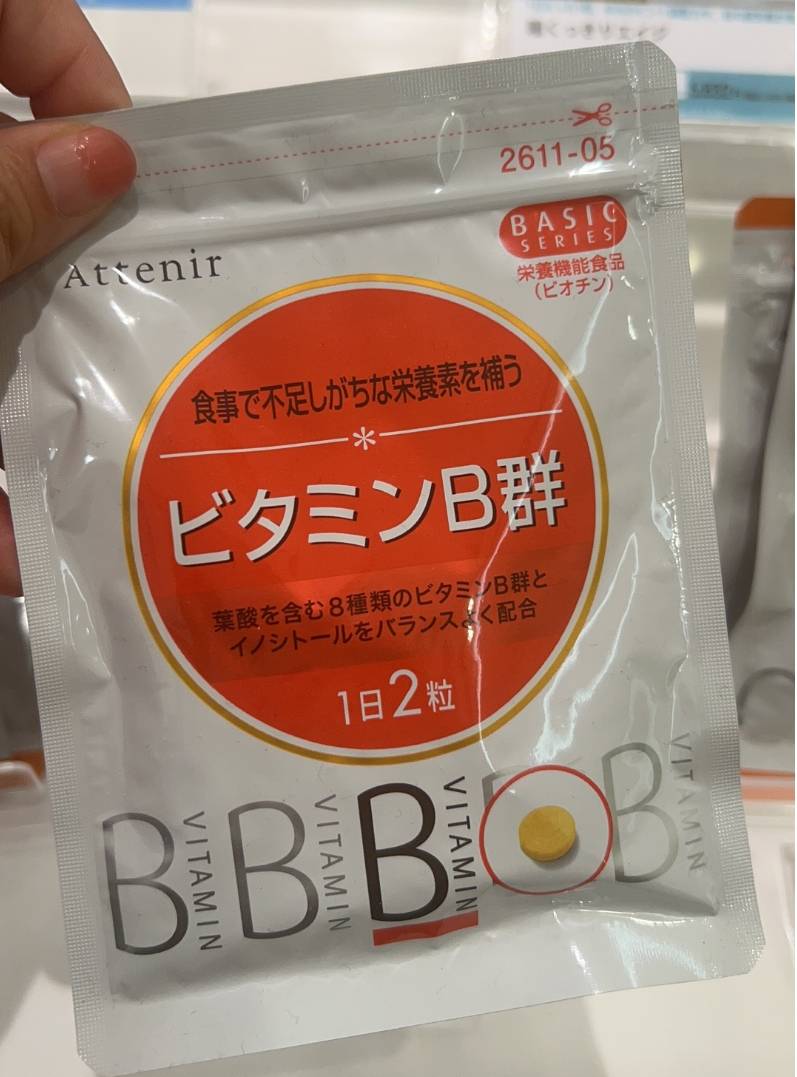 2611-05
BASIC
SERIES
栄養機能食品
(ビオチン)
Attenir
食事で不足しがちな栄養素を補う
ビタミンB群
葉酸を含む8種類のビタミンB群と
イノシトールをバランスよく配合
1日2粒
B VITAMIN B VITAMIN B VITAMIN B B VITAMIN